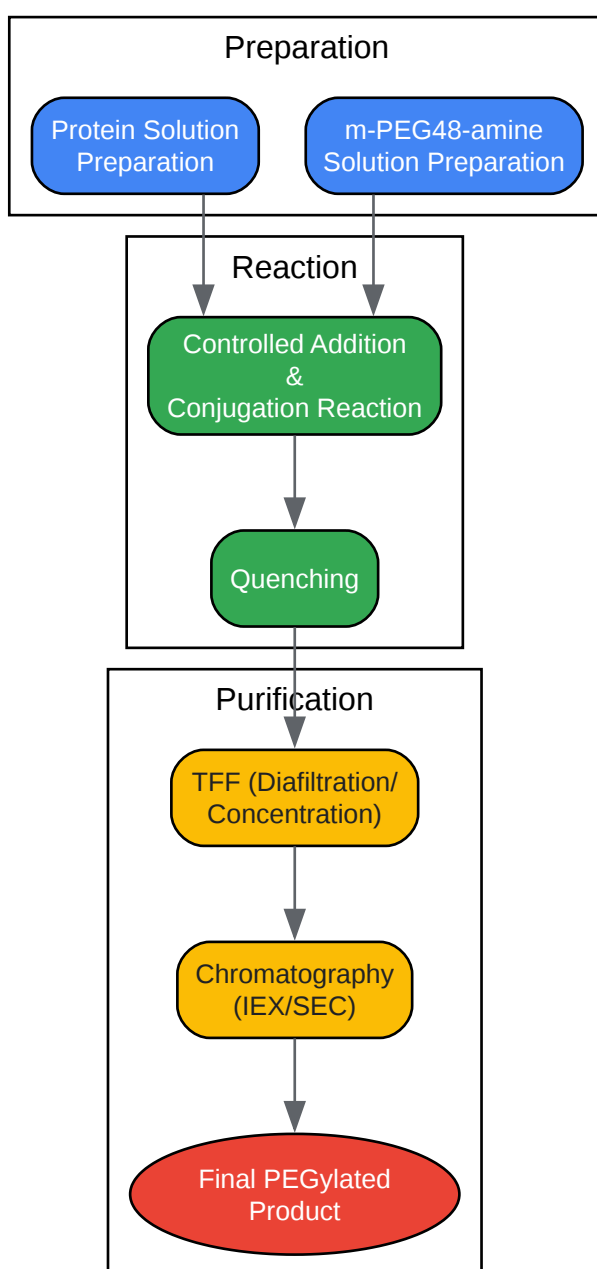 Preparation
Protein Solution
Preparation
m-PEG48-amine
Solution Preparation
Reaction
Controlled Addition
&
Conjugation Reaction
Quenching
Purification
TFF (Diafiltration/
Concentration)
Chromatography
(IEX/SEC)
Final PEGylated
Product